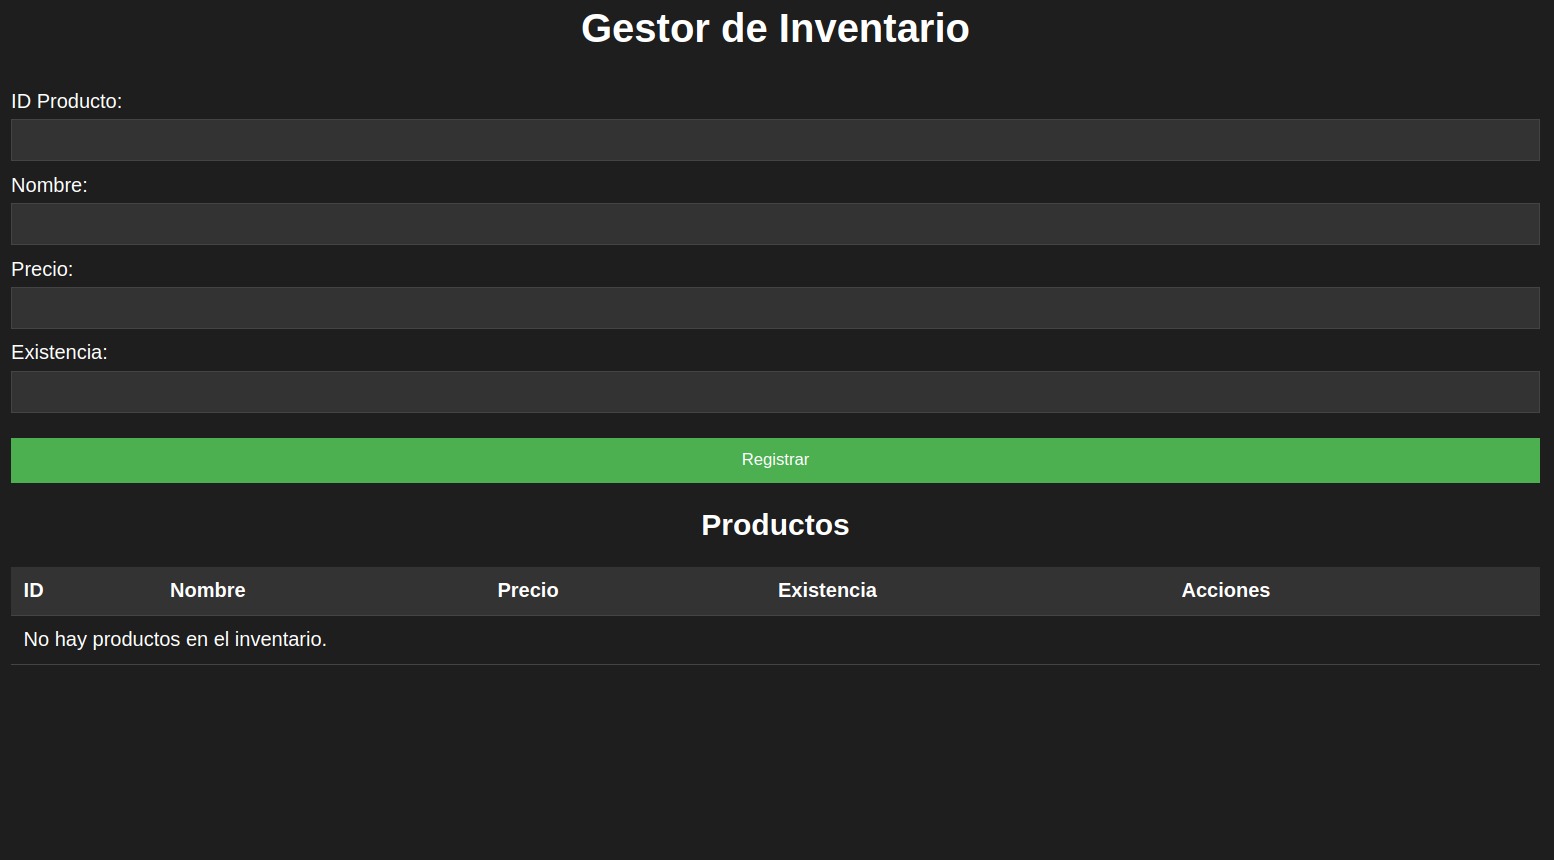 Gestor de Inventario
ID Producto:
Nombre:
Precio:
Existencia:
Registrar
Productos
ID Nombre Precio Existencia Acciones
No hay productos en el inventario.